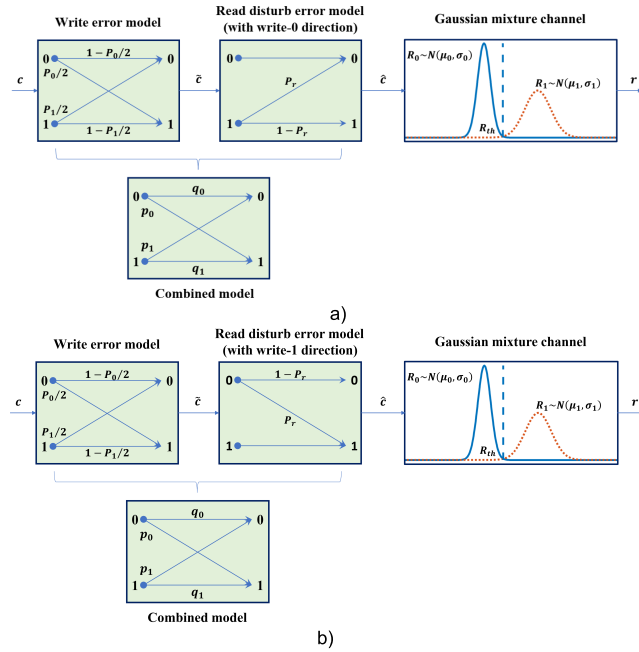 Write error model
Read disturb error model
(with write-0 direction)
Gaussian mixture channel
0
1 − P₀/2
0
P₀/2
P₁/2
1
1 − P₁/2
1
c
c̄
0
0
Pᵣ
1
1 − Pᵣ
1
ĉ
R₀~N(μ₀, σ₀)
R₁~N(μ₁, σ₁)
Rₜₕ
r
0
q₀
0
p₀
p₁
1
q₁
1
Combined model
a)
Write error model
Read disturb error model
(with write-1 direction)
Gaussian mixture channel
0
1 − P₀/2
0
P₀/2
P₁/2
1
1 − P₁/2
1
c
c̄
0
1 − Pᵣ
0
Pᵣ
1
1
ĉ
R₀~N(μ₀, σ₀)
R₁~N(μ₁, σ₁)
Rₜₕ
r
0
q₀
0
p₀
p₁
1
q₁
1
Combined model
b)